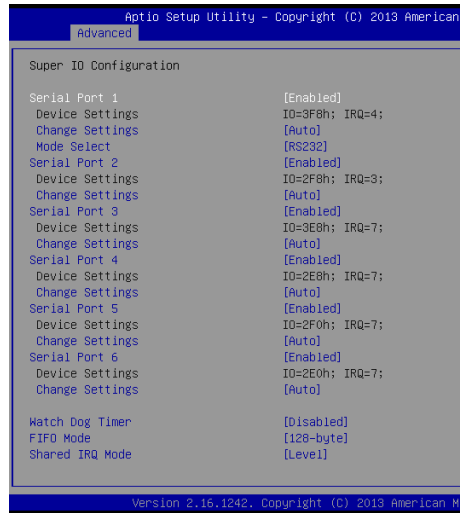 Aptio Setup Utility – Copyright (C) 2013 American
Advanced
Super IO Configuration
Serial Port 1 [Enabled]
Device Settings IO=3F8h; IRQ=4;
Change Settings [Auto]
Mode Select [RS232]
Serial Port 2 [Enabled]
Device Settings IO=2F8h; IRQ=3;
Change Settings [Auto]
Serial Port 3 [Enabled]
Device Settings IO=3E8h; IRQ=7;
Change Settings [Auto]
Serial Port 4 [Enabled]
Device Settings IO=2E8h; IRQ=7;
Change Settings [Auto]
Serial Port 5 [Enabled]
Device Settings IO=2F0h; IRQ=7;
Change Settings [Auto]
Serial Port 6 [Enabled]
Device Settings IO=2E0h; IRQ=7;
Change Settings [Auto]
Watch Dog Timer [Disabled]
FIFO Mode [128-byte]
Shared IRQ Mode [Level]
Version 2.16.1242. Copyright (C) 2013 American M